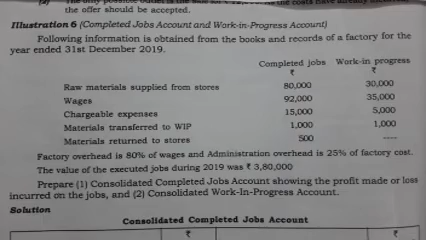 the offer should be accepted.
Illustration 6 (Completed Jobs Account and Work-in-Progress Account)
Following information is obtained from the books and records of a factory for the
year ended 31st December 2019.
Completed jobs Work-in progress
₹ ₹
Raw materials supplied from stores 80,000 30,000
Wages 92,000 35,000
Chargeable expenses 15,000 5,000
Materials transferred to WIP 1,000 1,000
Materials returned to stores 500 ----
Factory overhead is 80% of wages and Administration overhead is 25% of factory cost.
The value of the executed jobs during 2019 was ₹ 3,80,000
Prepare (1) Consolidated Completed Jobs Account showing the profit made or loss
incurred on the jobs, and (2) Consolidated Work-In-Progress Account.
Solution
Consolidated Completed Jobs Account
₹ ₹